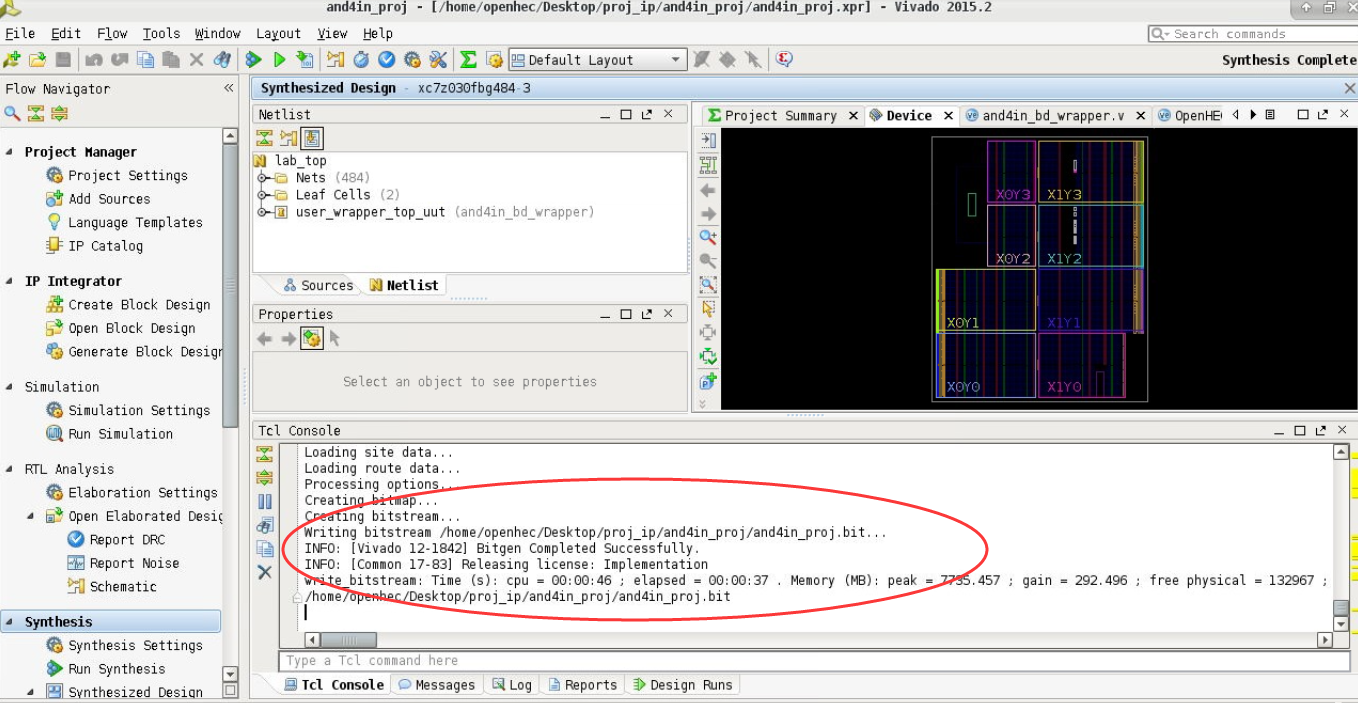 and4in_proj - [/home/openhec/Desktop/proj_ip/and4in_proj/and4in_proj.xpr] - Vivado 2015.2
File Edit Flow Tools Window Layout View Help
Search commands
Default Layout
Synthesis Complete
Flow Navigator
Project Manager
Project Settings
Add Sources
Language Templates
IP Catalog
IP Integrator
Create Block Design
Open Block Design
Generate Block Design
Simulation
Simulation Settings
Run Simulation
RTL Analysis
Elaboration Settings
Open Elaborated Desig
Report DRC
Report Noise
Schematic
Synthesis
Synthesis Settings
Run Synthesis
Synthesized Design
Synthesized Design - xc7z030fbg484-3
Netlist
lab_top
Nets (484)
Leaf Cells (2)
user_wrapper_top_uut (and4in_bd_wrapper)
Sources Netlist
Properties
Select an object to see properties
Project Summary Device and4in_bd_wrapper.v OpenHE
X0Y3 X1Y3
X0Y2 X1Y2
X0Y1 X1Y1
X0Y0 X1Y0
Tcl Console
Loading site data...
Loading route data...
Processing options...
Creating bitmap...
Creating bitstream...
Writing bitstream /home/openhec/Desktop/proj_ip/and4in_proj/and4in_proj.bit...
INFO: [Vivado 12-1842] Bitgen Completed Successfully.
INFO: [Common 17-83] Releasing license: Implementation
write_bitstream: Time (s): cpu = 00:00:46 ; elapsed = 00:00:37 . Memory (MB): peak = 7735.457 ; gain = 292.496 ; free physical = 132967 ;
/home/openhec/Desktop/proj_ip/and4in_proj/and4in_proj.bit
Type a Tcl command here
Tcl Console Messages Log Reports Design Runs